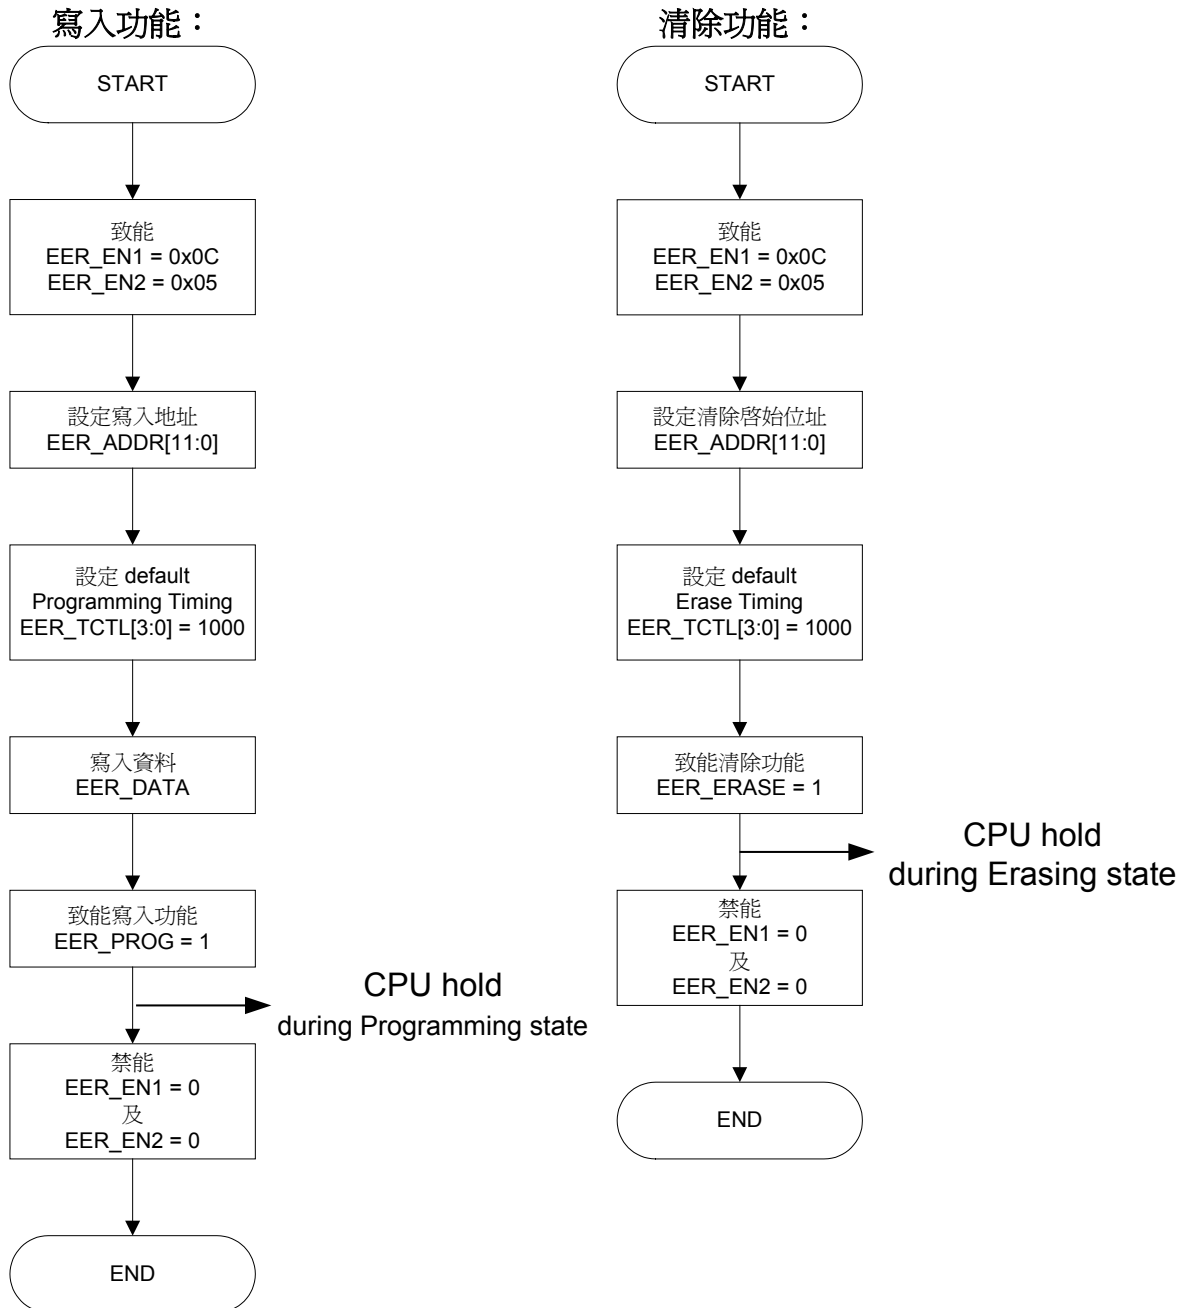 寫入功能：
START
致能
EER_EN1 = 0x0C
EER_EN2 = 0x05
設定寫入地址
EER_ADDR[11:0]
設定 default
Programming Timing
EER_TCTL[3:0] = 1000
寫入資料
EER_DATA
致能寫入功能
EER_PROG = 1
CPU hold
during Programming state
禁能
EER_EN1 = 0
及
EER_EN2 = 0
END
清除功能：
START
致能
EER_EN1 = 0x0C
EER_EN2 = 0x05
設定清除啓始位址
EER_ADDR[11:0]
設定 default
Erase Timing
EER_TCTL[3:0] = 1000
致能清除功能
EER_ERASE = 1
CPU hold
during Erasing state
禁能
EER_EN1 = 0
及
EER_EN2 = 0
END